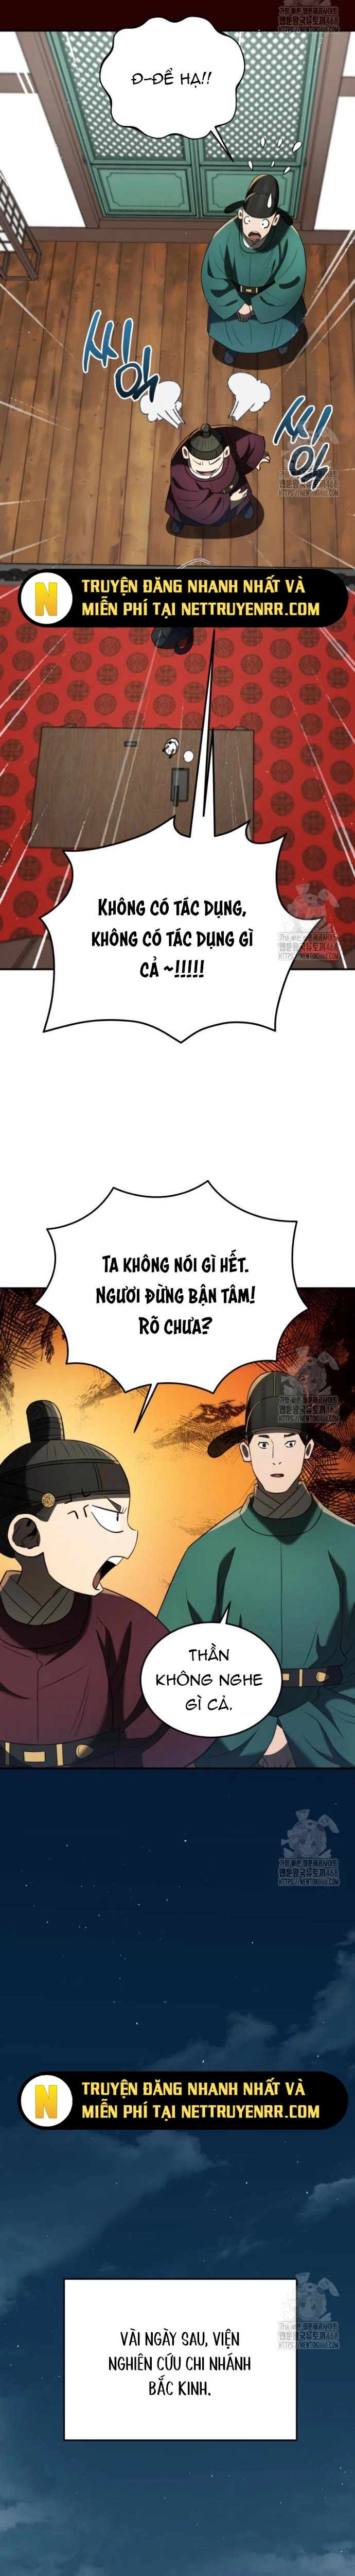 Đ-ĐỂ HẠ!!
씨
익
씨
익
TRUYỆN ĐĂNG NHANH NHẤT VÀ
MIỄN PHÍ TẠI NETTRUYENRR.COM
KHÔNG CÓ TÁC DỤNG,
KHÔNG CÓ TÁC DỤNG GÌ
CẢ ~!!!!!
TA KHÔNG NÓI GÌ HẾT.
NGƯƠI ĐỪNG BẬN TÂM!
RÕ CHƯA?
THẦN
KHÔNG NGHE
GÌ CẢ.
TRUYỆN ĐĂNG NHANH NHẤT VÀ
MIỄN PHÍ TẠI NETTRUYENRR.COM
VÀI NGÀY SAU, VIỆN
NGHIÊN CỨU CHI NHÁNH
BẮC KINH.